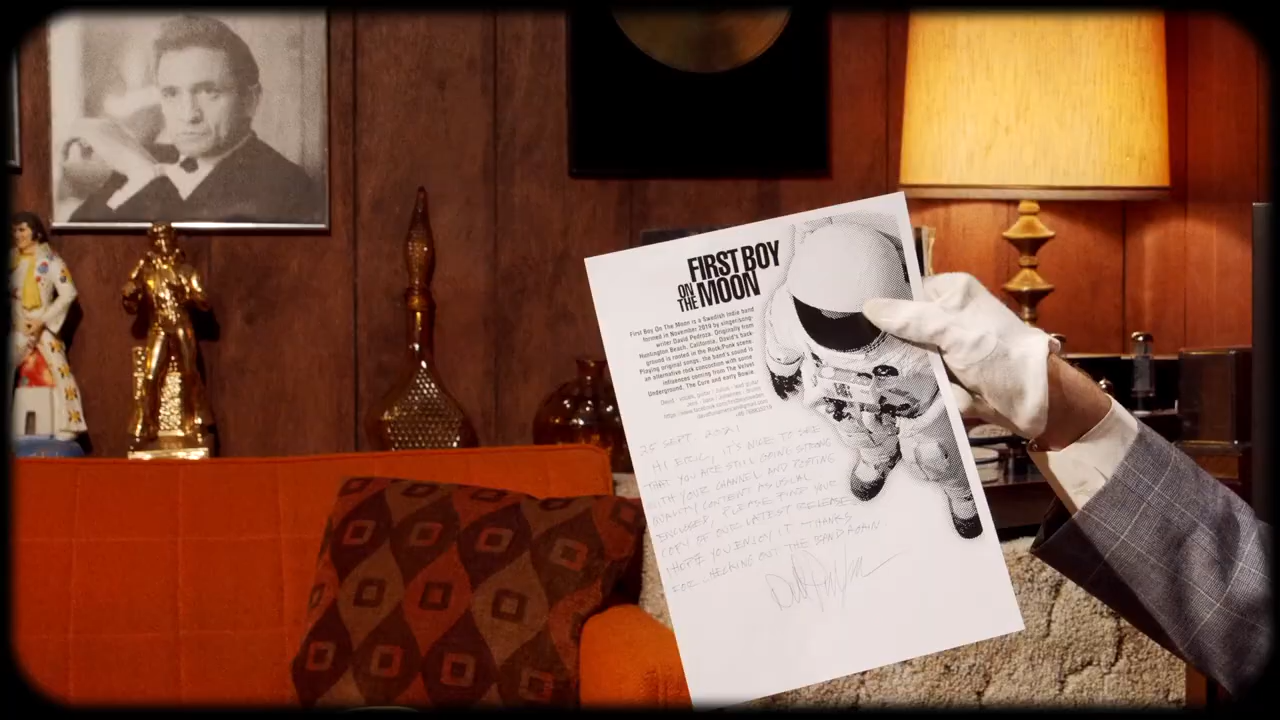 FIRST BOY
ON THE MOON
First Boy On The Moon is a Swedish indie band
formed in November 2019 by singer/song-
writer David Pedroza. Originally from
Huntington Beach, California, David's back-
ground is rooted in the Rock/Punk scene.
Playing original songs, the band's sound is
an alternative rock concoction with some
influences coming from The Velvet
Underground, The Cure and early Bowie.
25 SEPT 2021
HI ERIC, IT'S NICE TO SEE
THAT YOU ARE STILL GOING STRONG
WITH YOUR CHANNEL AND POSTING
QUALITY CONTENT AS USUAL
ENCLOSED, PLEASE FIND YOUR
COPY OF OUR LATEST RELEASE
I HOPE YOU ENJOY IT THANKS
FOR CHECKING OUT THE BAND AGAIN